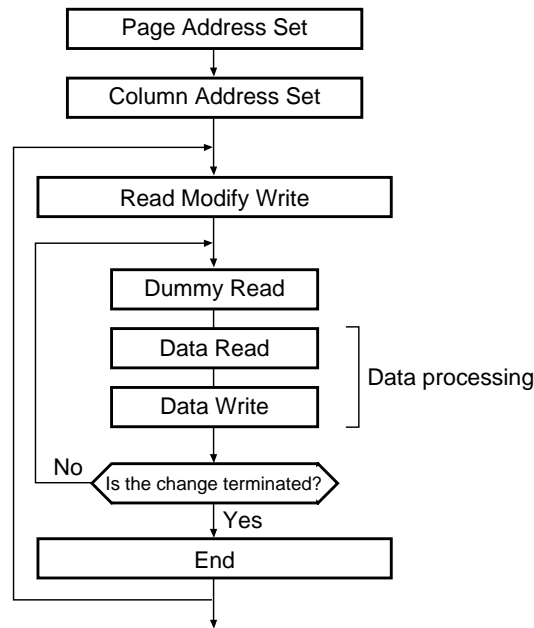 Page Address Set
Column Address Set
Read Modify Write
Dummy Read
Data Read
Data processing
Data Write
No
Is the change terminated?
Yes
End